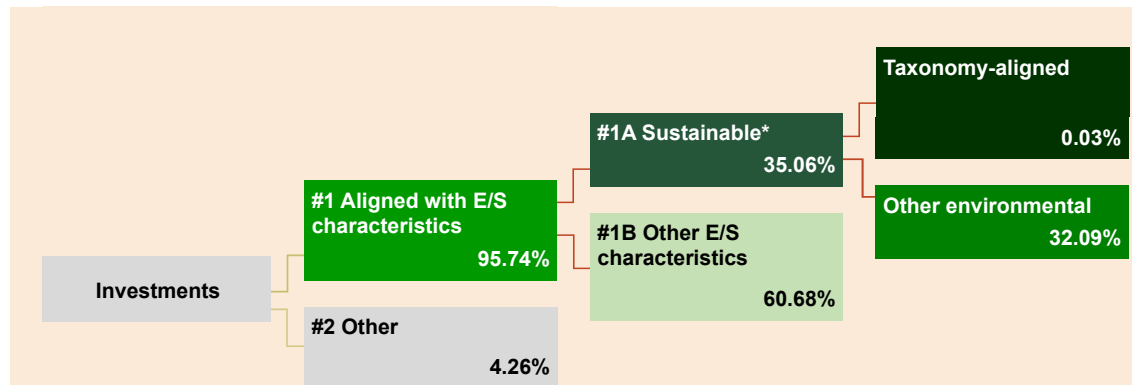 Investments
#1 Aligned with E/S
characteristics
95.74%
#2 Other
4.26%
#1A Sustainable*
35.06%
#1B Other E/S
characteristics
60.68%
Taxonomy-aligned
0.03%
Other environmental
32.09%